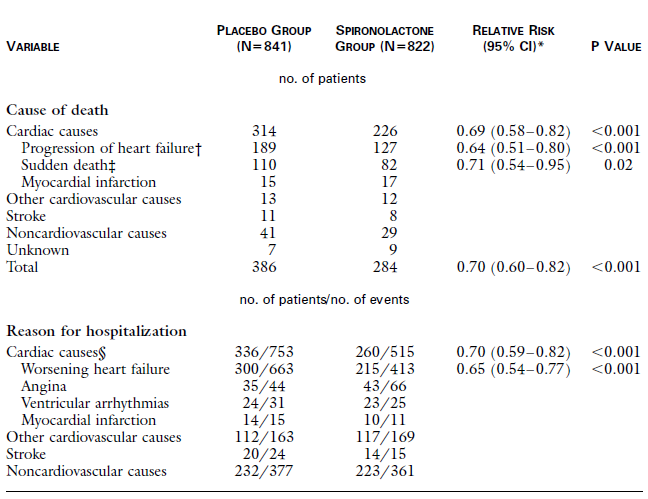 VARIABLE PLACEBO GROUP (N=841) SPIRONOLACTONE GROUP (N=822) RELATIVE RISK (95% CI)* P VALUE
no. of patients
Cause of death
Cardiac causes 314 226 0.69 (0.58–0.82) <0.001
Progression of heart failure† 189 127 0.64 (0.51–0.80) <0.001
Sudden death‡ 110 82 0.71 (0.54–0.95) 0.02
Myocardial infarction 15 17
Other cardiovascular causes 13 12
Stroke 11 8
Noncardiovascular causes 41 29
Unknown 7 9
Total 386 284 0.70 (0.60–0.82) <0.001
no. of patients/no. of events
Reason for hospitalization
Cardiac causes§ 336/753 260/515 0.70 (0.59–0.82) <0.001
Worsening heart failure 300/663 215/413 0.65 (0.54–0.77) <0.001
Angina 35/44 43/66
Ventricular arrhythmias 24/31 23/25
Myocardial infarction 14/15 10/11
Other cardiovascular causes 112/163 117/169
Stroke 20/24 14/15
Noncardiovascular causes 232/377 223/361